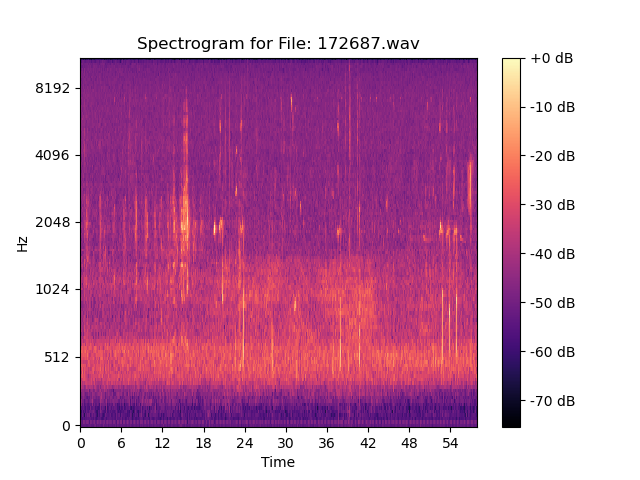 Spectrogram for File: 172687.wav
+0 dB
8192
-10 dB
4096
-20 dB
2048
-30 dB
Hz
-40 dB
1024
-50 dB
512
-60 dB
-70 dB
0
0 6 12 18 24 30 36 42 48 54
Time